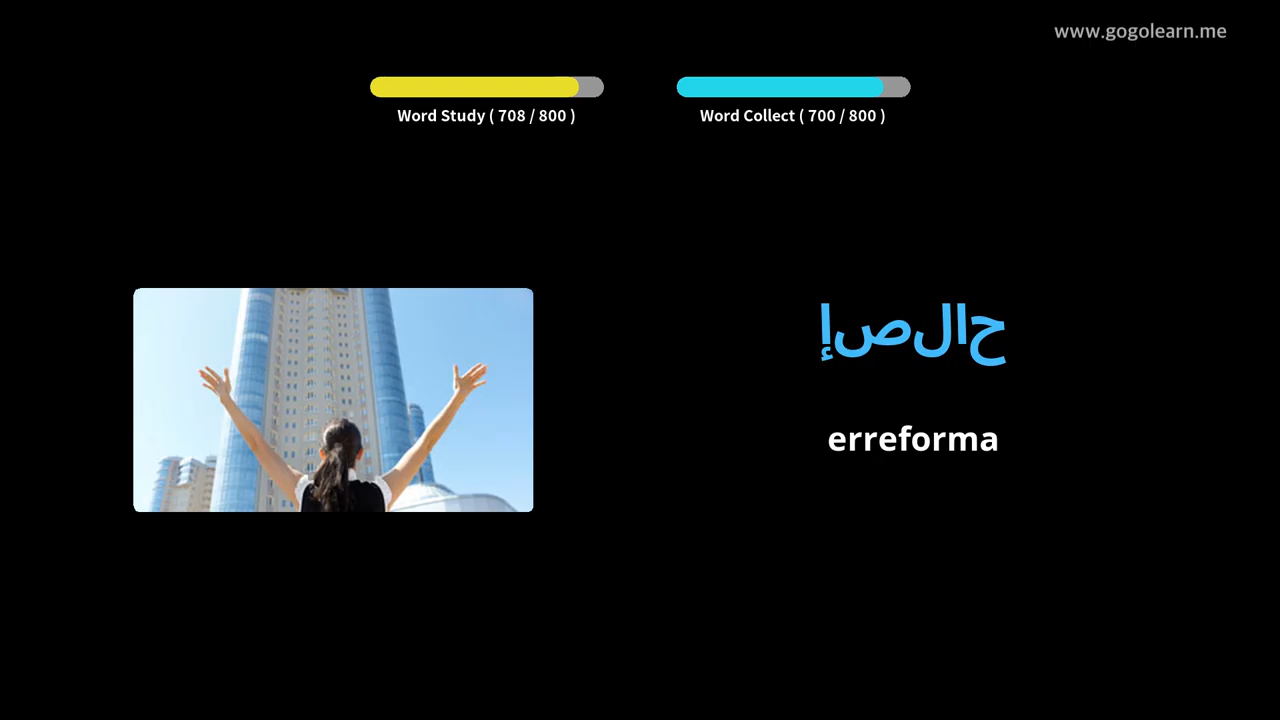 www.gogolearn.me
Word Study ( 708 / 800 )
Word Collect ( 700 / 800 )
إصلاح
erreforma